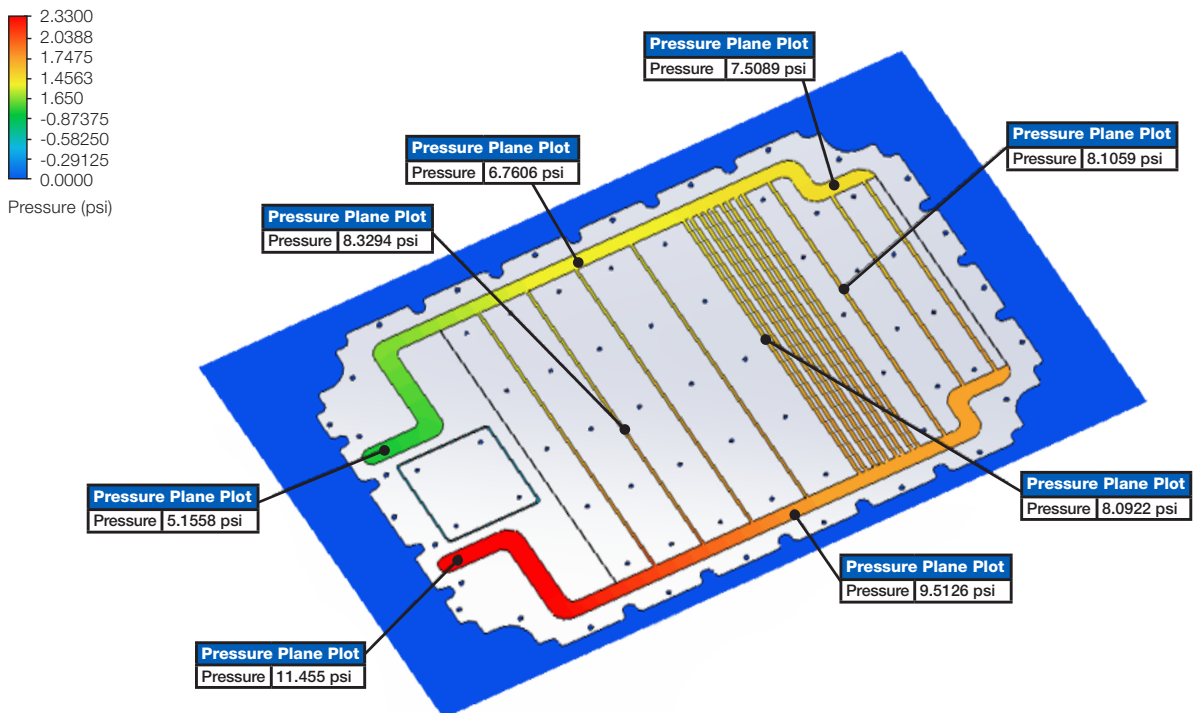 2.3300
2.0388
1.7475
1.4563
1.650
-0.87375
-0.58250
-0.29125
0.0000
Pressure (psi)
Pressure Plane Plot
Pressure 7.5089 psi
Pressure Plane Plot
Pressure 8.1059 psi
Pressure Plane Plot
Pressure 6.7606 psi
Pressure Plane Plot
Pressure 8.3294 psi
Pressure Plane Plot
Pressure 5.1558 psi
Pressure Plane Plot
Pressure 8.0922 psi
Pressure Plane Plot
Pressure 9.5126 psi
Pressure Plane Plot
Pressure 11.455 psi